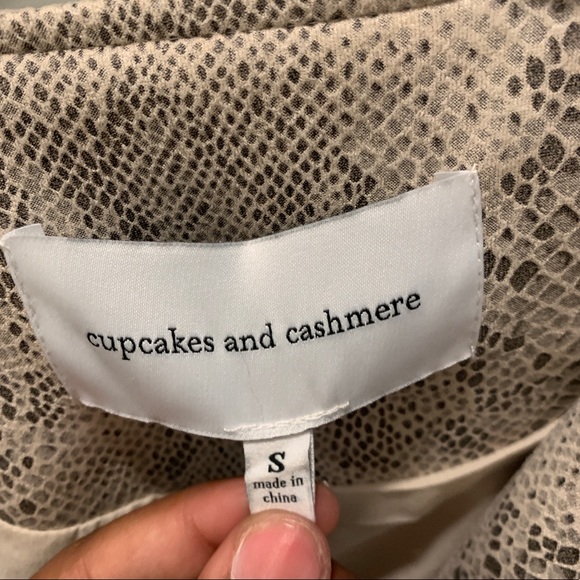 cupcakes and cashmere
S
made in
china